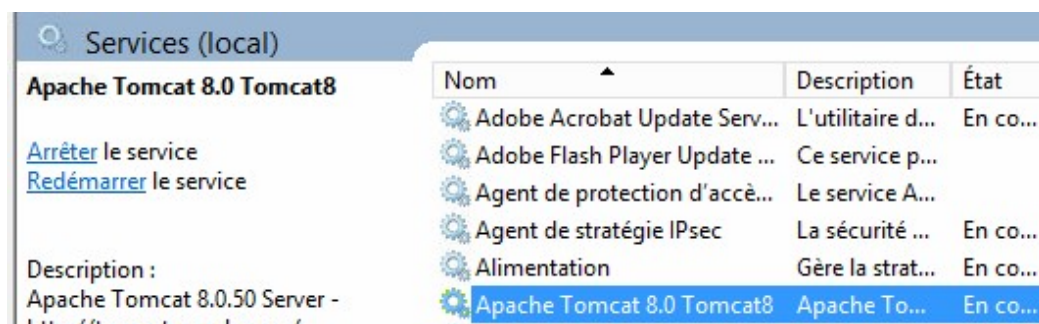 Services (local)
Apache Tomcat 8.0 Tomcat8
Arrêter le service
Redémarrer le service
Description :
Apache Tomcat 8.0.50 Server -
Nom Description État
Adobe Acrobat Update Serv... L'utilitaire d... En co...
Adobe Flash Player Update ... Ce service p...
Agent de protection d'accè... Le service A...
Agent de stratégie IPsec La sécurité ... En co...
Alimentation Gère la strat... En co...
Apache Tomcat 8.0 Tomcat8 Apache To... En co...